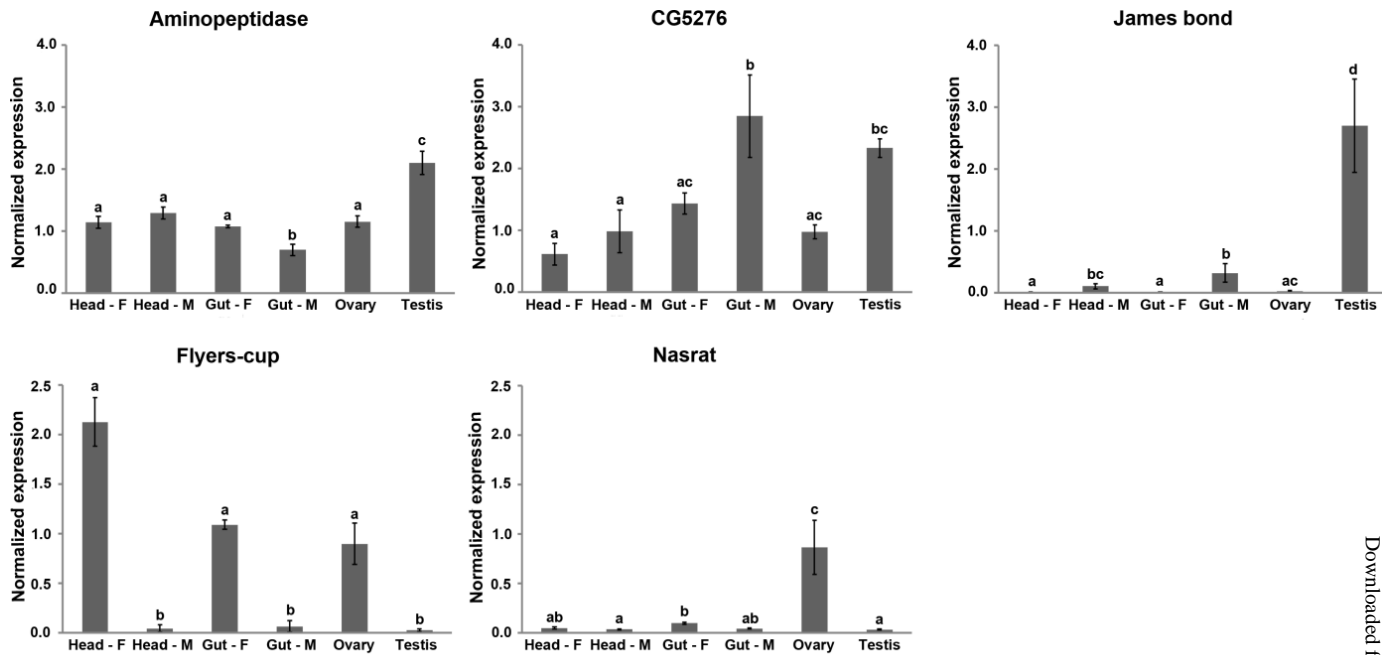 Aminopeptidase
Normalized expression
4.0
3.0
2.0
1.0
0.0
a
a
a
b
a
c
Head - F
Head - M
Gut - F
Gut - M
Ovary
Testis
CG5276
Normalized expression
4.0
3.0
2.0
1.0
0.0
a
a
ac
b
ac
bc
Head - F
Head - M
Gut - F
Gut - M
Ovary
Testis
James bond
Normalized expression
4.0
3.0
2.0
1.0
0.0
a
bc
a
b
ac
d
Head - F
Head - M
Gut - F
Gut - M
Ovary
Testis
Flyers-cup
Normalized expression
2.5
2.0
1.5
1.0
0.5
0.0
a
b
a
b
a
b
Head - F
Head - M
Gut - F
Gut - M
Ovary
Testis
Nasrat
Normalized expression
2.5
2.0
1.5
1.0
0.5
0.0
ab
a
b
ab
c
a
Head - F
Head - M
Gut - F
Gut - M
Ovary
Testis
Downloaded f